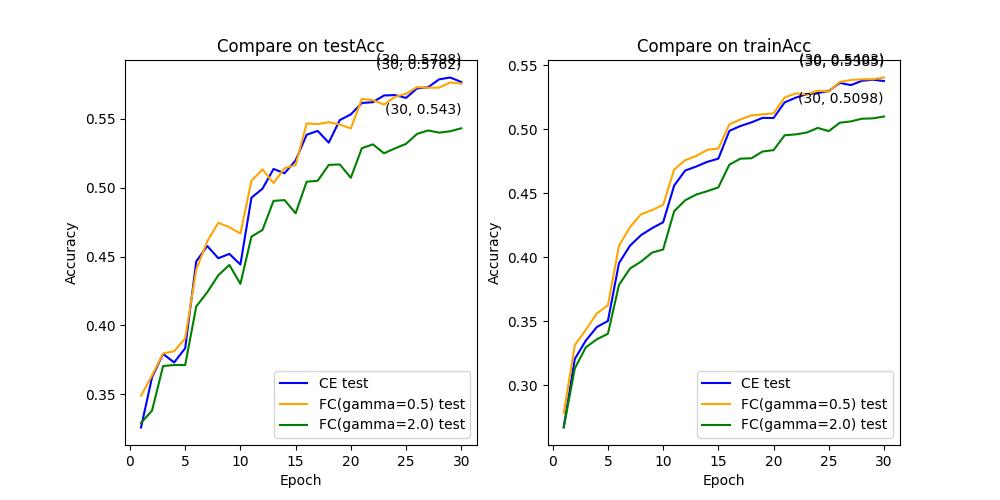 Compare on testAcc
(30, 0.5798)
(30, 0.5762)
(30, 0.543)
0.55
0.50
0.45
0.40
0.35
Accuracy
CE test
FC(gamma=0.5) test
FC(gamma=2.0) test
0 5 10 15 20 25 30
Epoch
Compare on trainAcc
(30, 0.5403)
(30, 0.5098)
0.55
0.50
0.45
0.40
0.35
0.30
Accuracy
CE test
FC(gamma=0.5) test
FC(gamma=2.0) test
0 5 10 15 20 25 30
Epoch